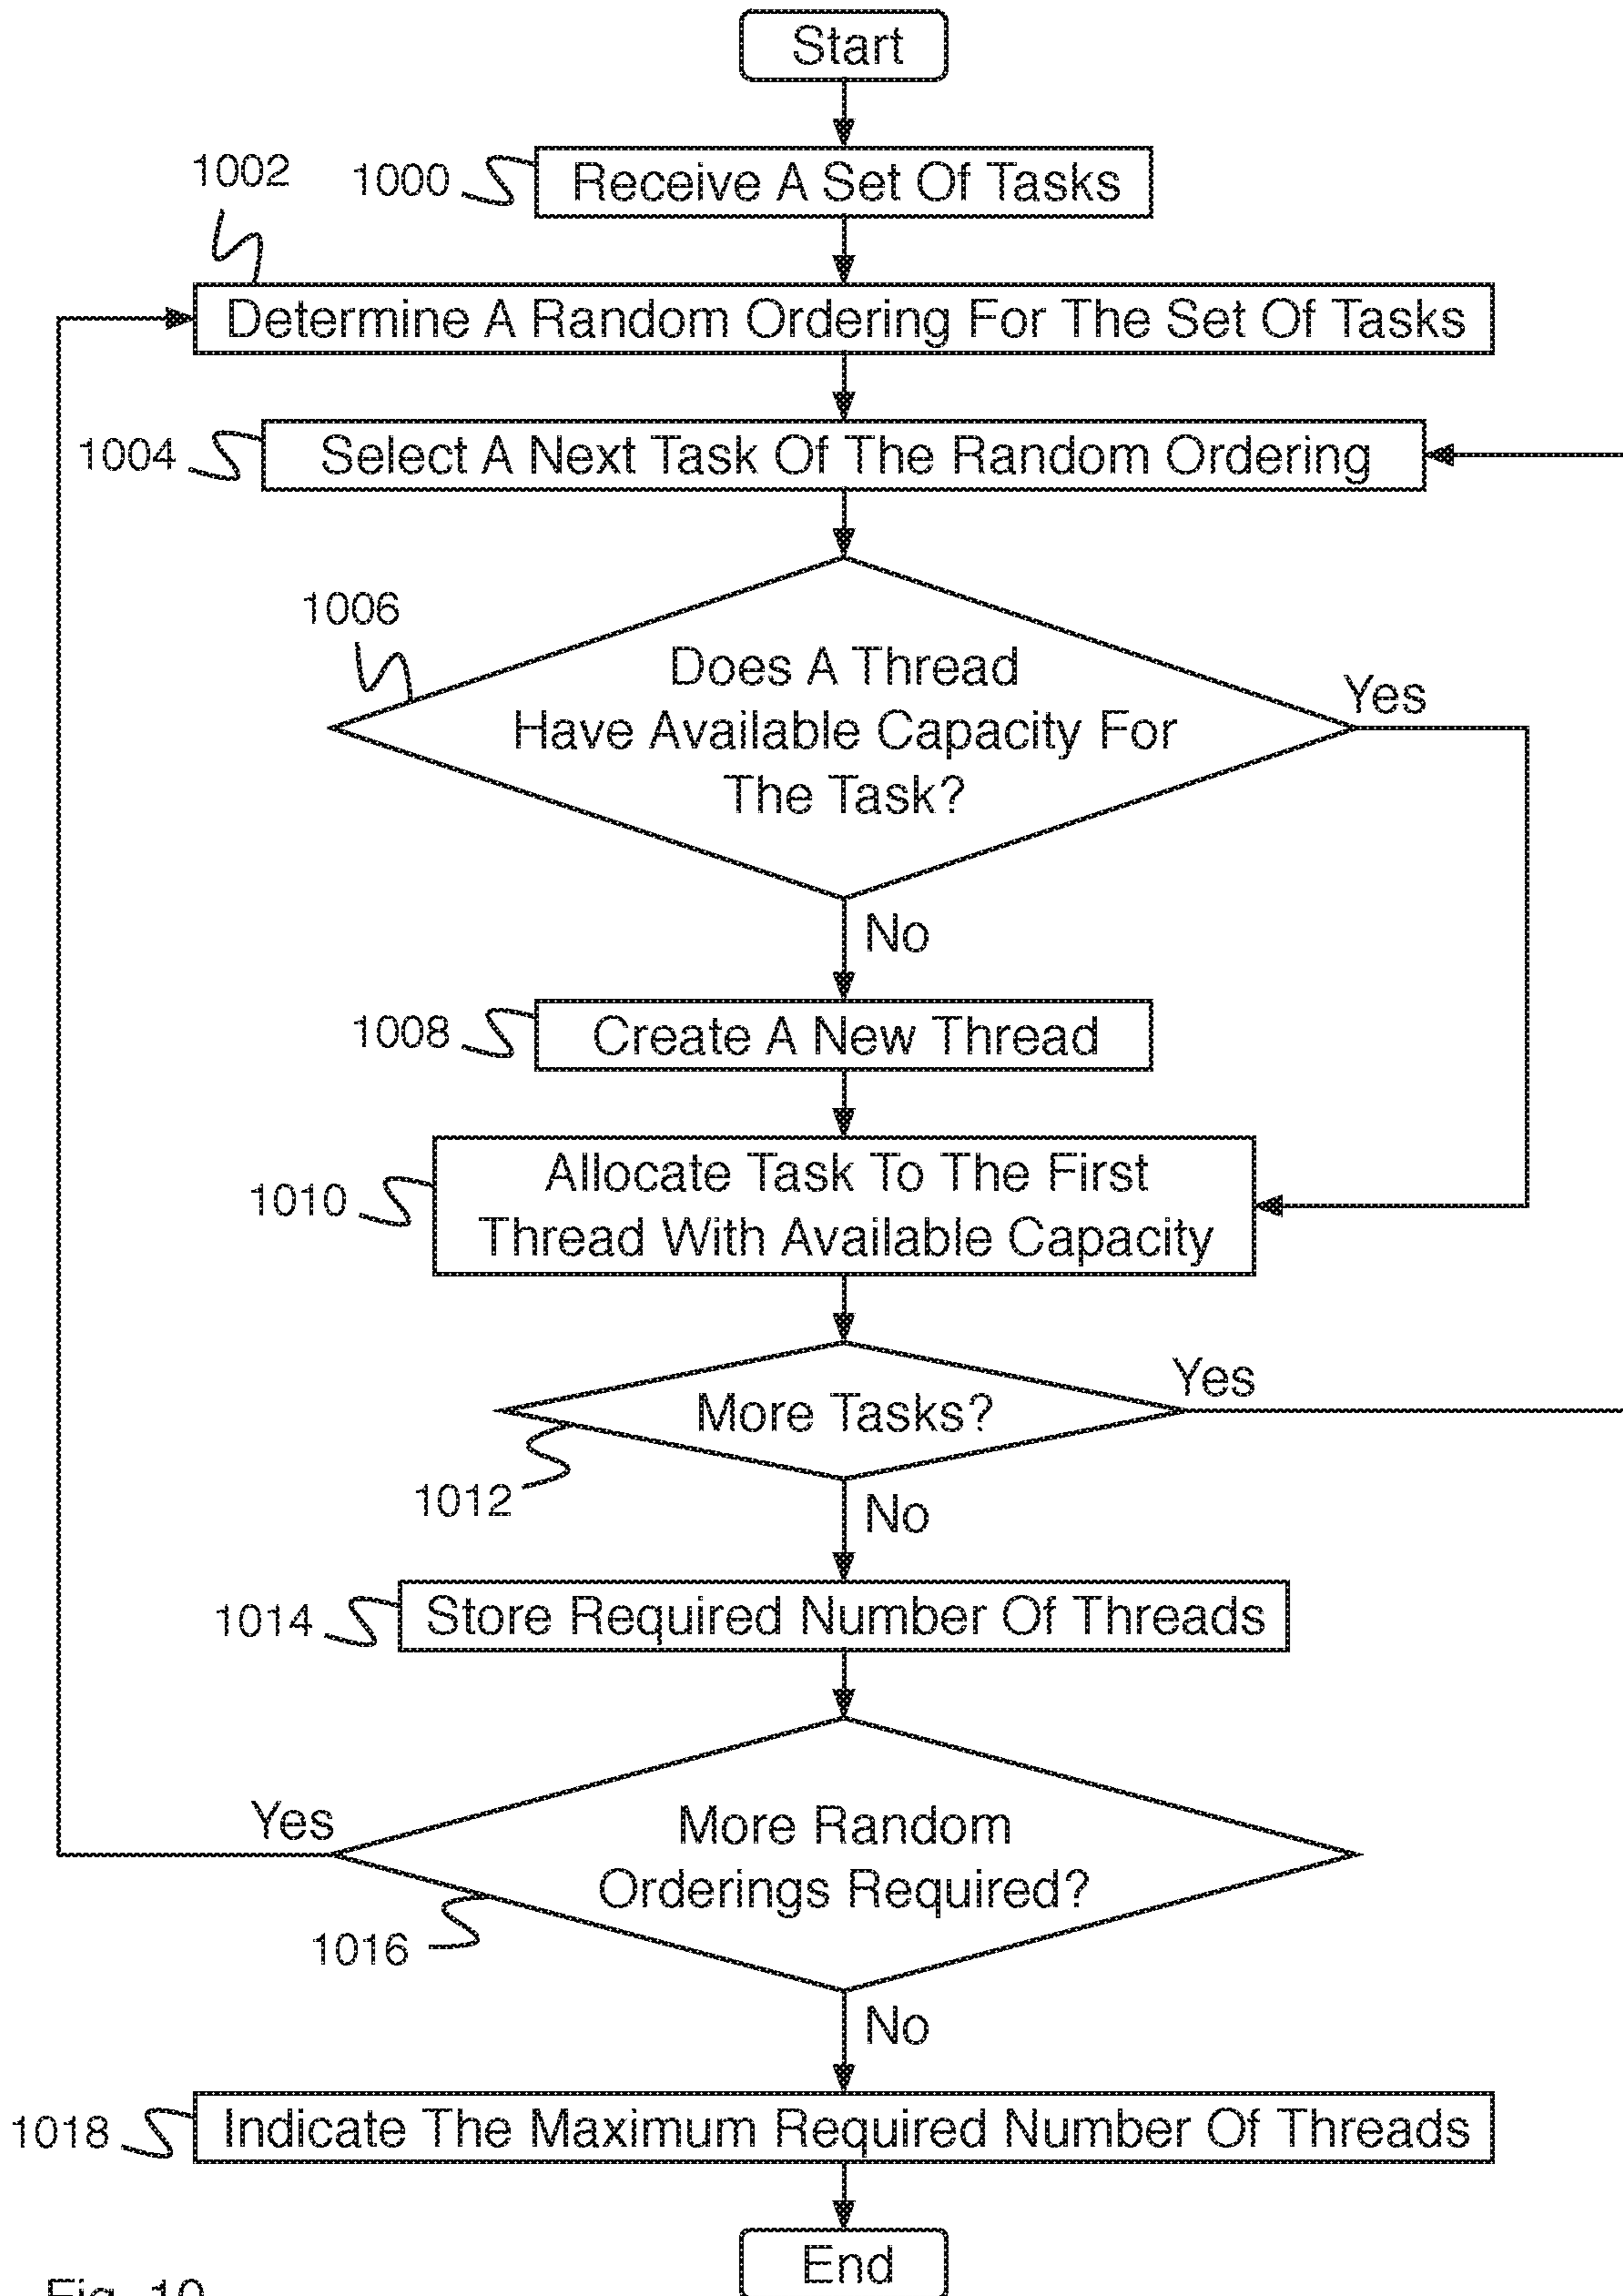 Start
1002
1000
Receive A Set Of Tasks
Determine A Random Ordering For The Set Of Tasks
1004
Select A Next Task Of The Random Ordering
1006
Does A Thread
Have Available Capacity For
The Task?
Yes
No
1008
Create A New Thread
1010
Allocate Task To The First
Thread With Available Capacity
More Tasks?
Yes
1012
No
1014
Store Required Number Of Threads
Yes
More Random
Orderings Required?
1016
No
1018
Indicate The Maximum Required Number Of Threads
End
Fig. 10